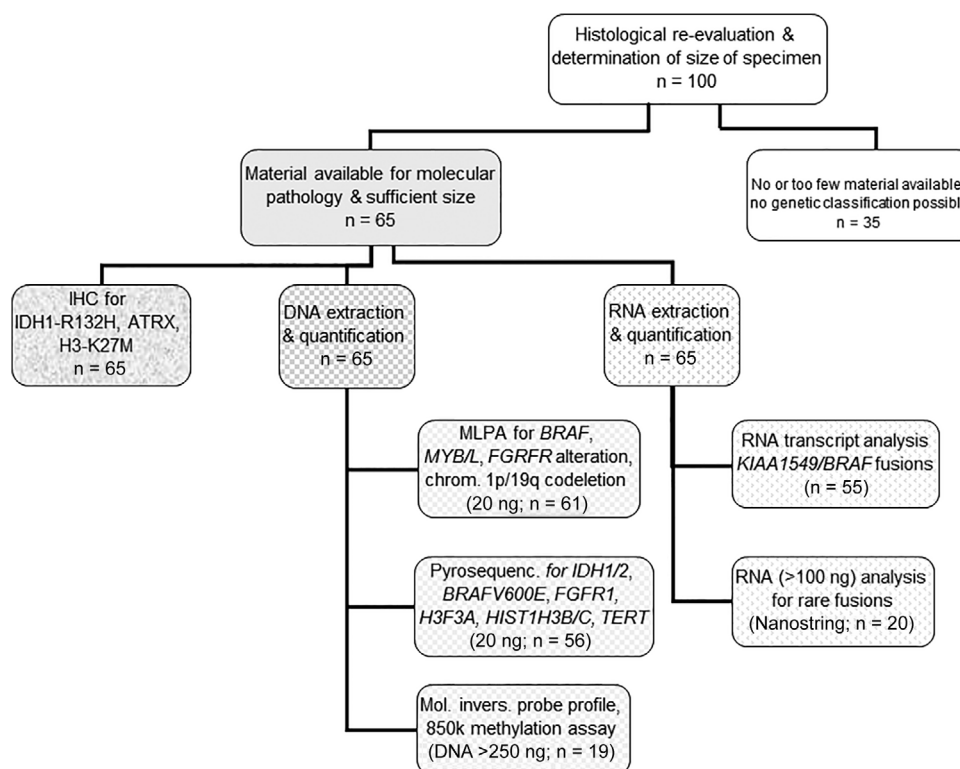 Histological re-evaluation &
determination of size of specimen
n = 100
Material available for molecular
pathology & sufficient size
n = 65
No or too few material available
no genetic classification possibl
n = 35
IHC for
IDH1-R132H, ATRX,
H3-K27M
n = 65
DNA extraction
& quantification
n = 65
RNA extraction
& quantification
n = 65
MLPA for BRAF,
MYB/L, FGRFR alteration,
chrom. 1p/19q codeletion
(20 ng; n = 61)
RNA transcript analysis
KIAA1549/BRAF fusions
(n = 55)
Pyrosequenc. for IDH1/2,
BRAFV600E, FGFR1,
H3F3A, HIST1H3B/C, TERT
(20 ng; n = 56)
RNA (>100 ng) analysis
for rare fusions
(Nanostring; n = 20)
Mol. invers. probe profile,
850k methylation assay
(DNA >250 ng; n = 19)